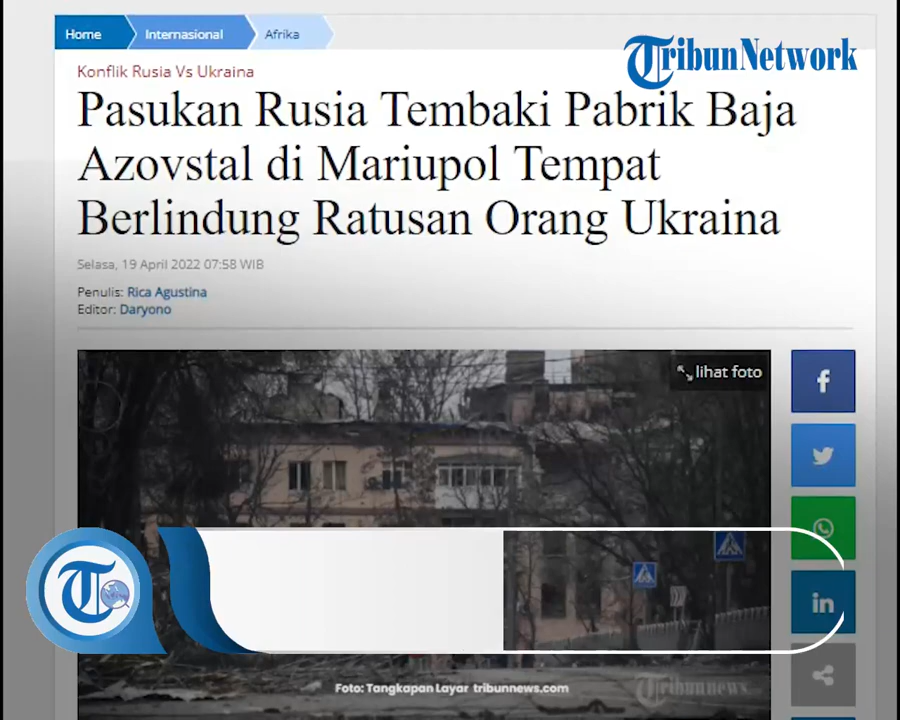 Home Internasional Afrika
TribunNetwork
Konflik Rusia Vs Ukraina
Pasukan Rusia Tembaki Pabrik Baja
Azovstal di Mariupol Tempat
Berlindung Ratusan Orang Ukraina
Selasa, 19 April 2022 07:58 WIB
Penulis: Rica Agustina
Editor: Daryono
lihat foto
f
in
T
Foto: Tangkapan Layar tribunnews.com
Tribunnews.com